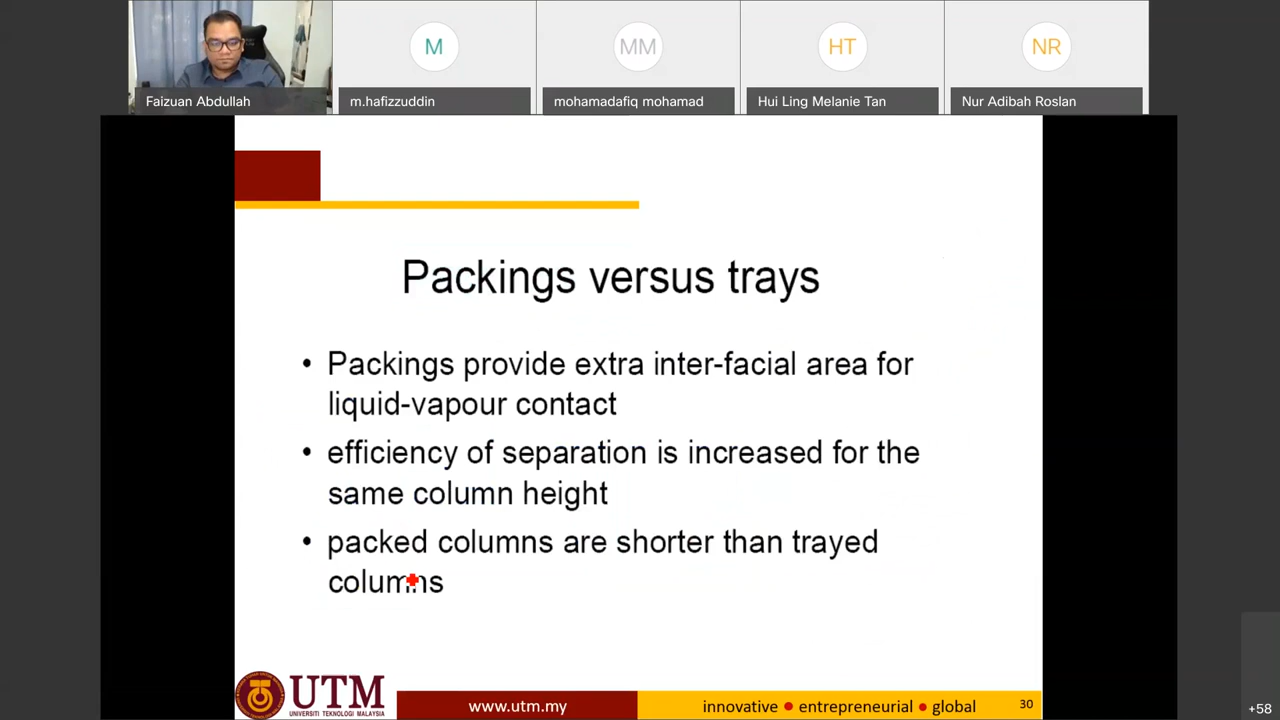 M
MM
HT
NR
Faizuan Abdullah
m.hafizzuddin
mohamadafiq mohamad
Hui Ling Melanie Tan
Nur Adibah Roslan
Packings versus trays
• Packings provide extra inter-facial area for
liquid-vapour contact
• efficiency of separation is increased for the
same column height
• packed columns are shorter than trayed
columns
UTM
UNIVERSITI TEKNOLOGI MALAYSIA
www.utm.my
innovative ● entrepreneurial ● global
30
+58